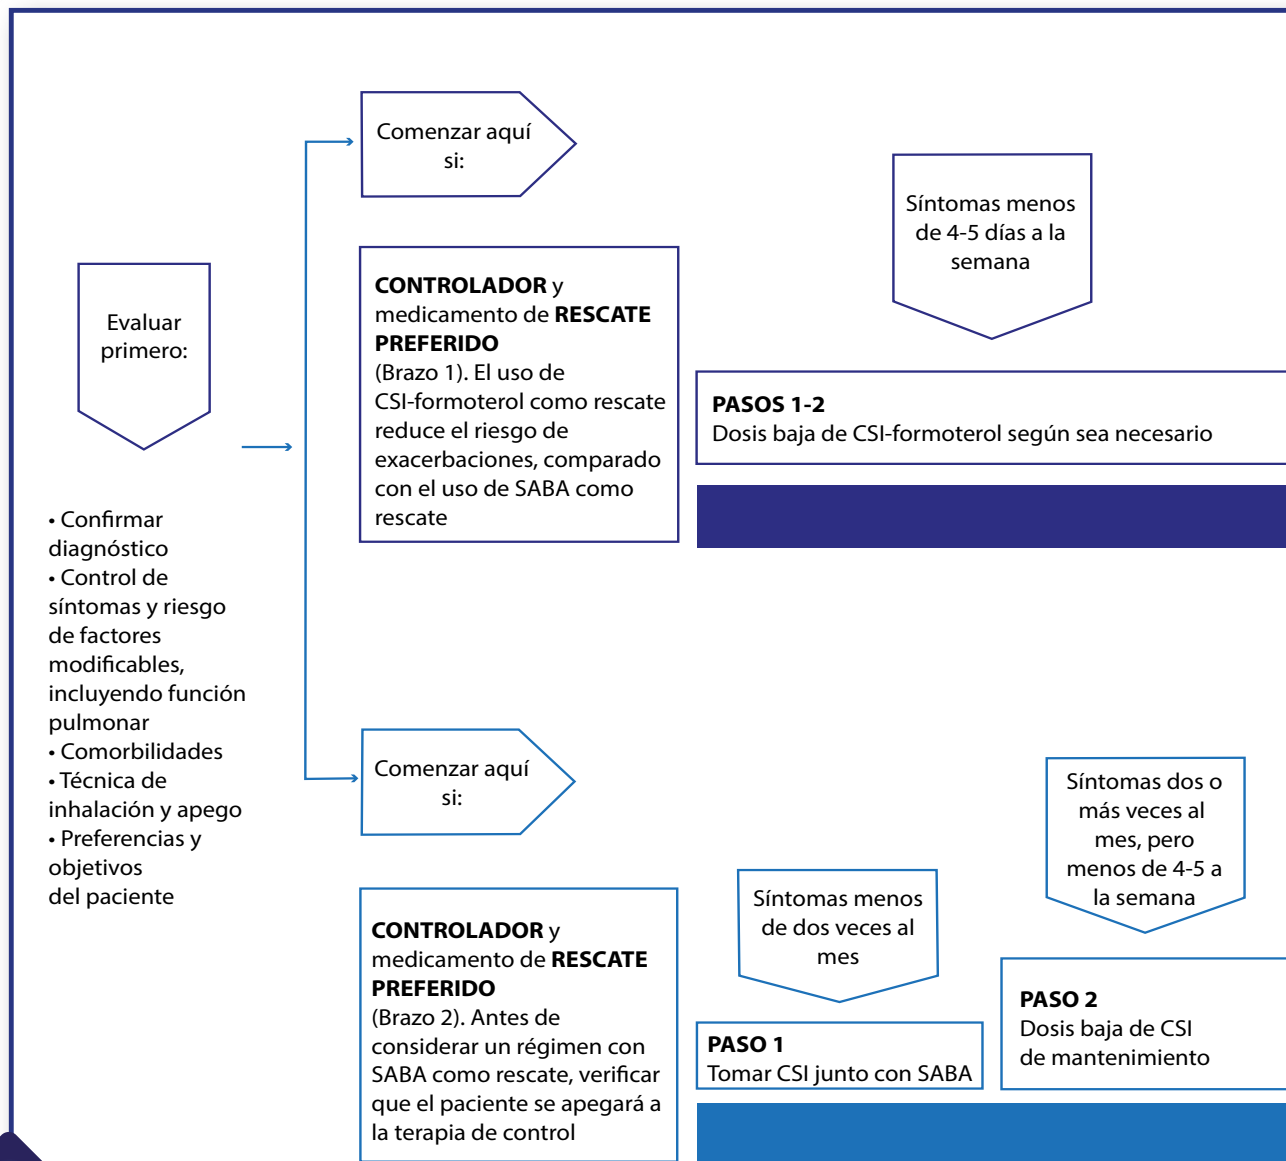 Evaluar
primero:
• Confirmar
diagnóstico
• Control de
síntomas y riesgo
de factores
modificables,
incluyendo función
pulmonar
• Comorbilidades
• Técnica de
inhalación y apego
• Preferencias y
objetivos
del paciente
Comenzar aquí
si:
CONTROLADOR y
medicamento de RESCATE
PREFERIDO
(Brazo 1). El uso de
CSI-formoterol como rescate
reduce el riesgo de
exacerbaciones, comparado
con el uso de SABA como
rescate
Síntomas menos
de 4-5 días a la
semana
PASOS 1-2
Dosis baja de CSI-formoterol según sea necesario
Comenzar aquí
si:
CONTROLADOR y
medicamento de RESCATE
PREFERIDO
(Brazo 2). Antes de
considerar un régimen con
SABA como rescate, verificar
que el paciente se apegará a
la terapia de control
Síntomas menos
de dos veces al
mes
PASO 1
Tomar CSI junto con SABA
Síntomas dos o
más veces al
mes, pero
menos de 4-5 a
la semana
PASO 2
Dosis baja de CSI
de mantenimiento